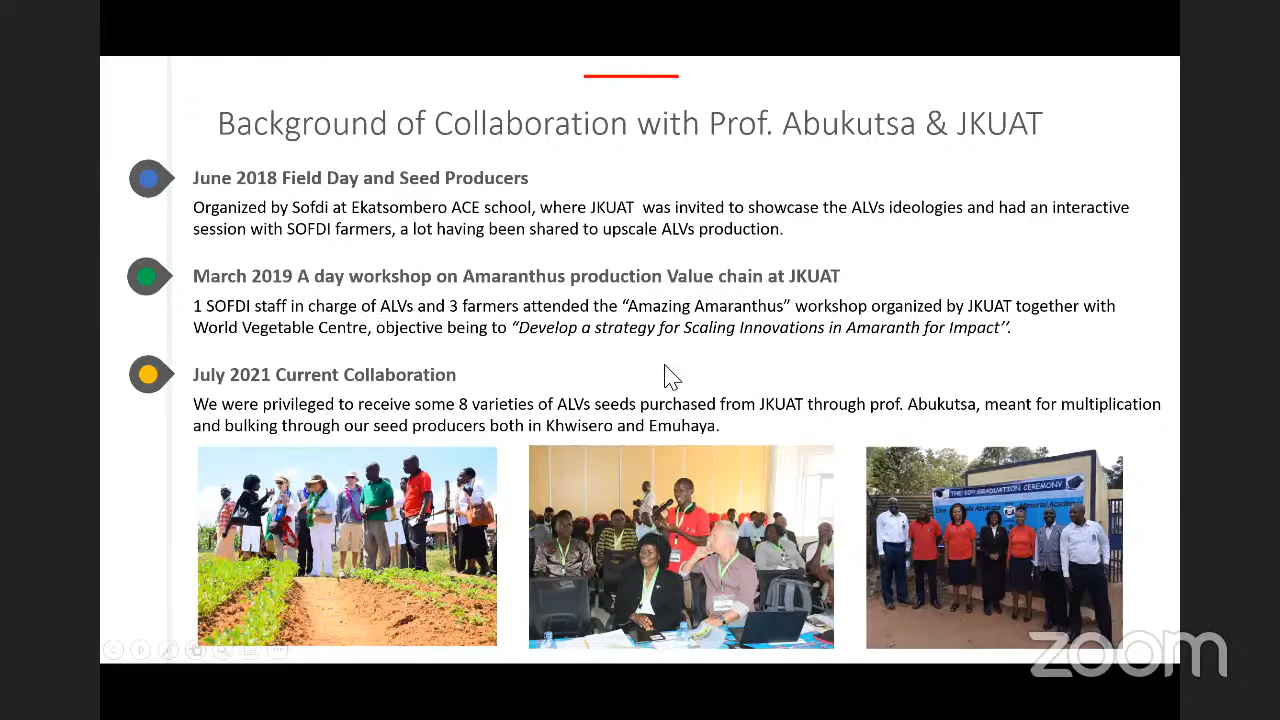 Background of Collaboration with Prof. Abukutsa & JKUAT
June 2018 Field Day and Seed Producers
Organized by Sofdi at Ekatsombero ACE school, where JKUAT was invited to showcase the ALVs ideologies and had an interactive
session with SOFDI farmers, a lot having been shared to upscale ALVs production.
March 2019 A day workshop on Amaranthus production Value chain at JKUAT
1 SOFDI staff in charge of ALVs and 3 farmers attended the “Amazing Amaranthus” workshop organized by JKUAT together with
World Vegetable Centre, objective being to “Develop a strategy for Scaling Innovations in Amaranth for Impact’’.
July 2021 Current Collaboration
We were privileged to receive some 8 varieties of ALVs seeds purchased from JKUAT through prof. Abukutsa, meant for multiplication
and bulking through our seed producers both in Khwisero and Emuhaya.
THE 10th GRADUATION CEREMONY
Abukutsa Memorial Academy
zoom